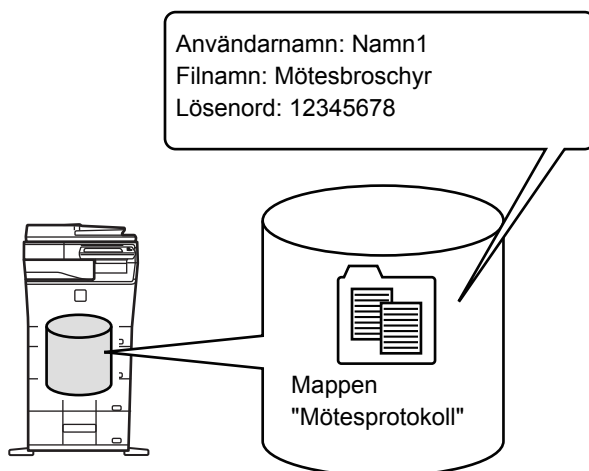 Användarnamn: Namn1
Filnamn: Mötesbroschyr
Lösenord: 12345678
Mappen
"Mötesprotokoll"